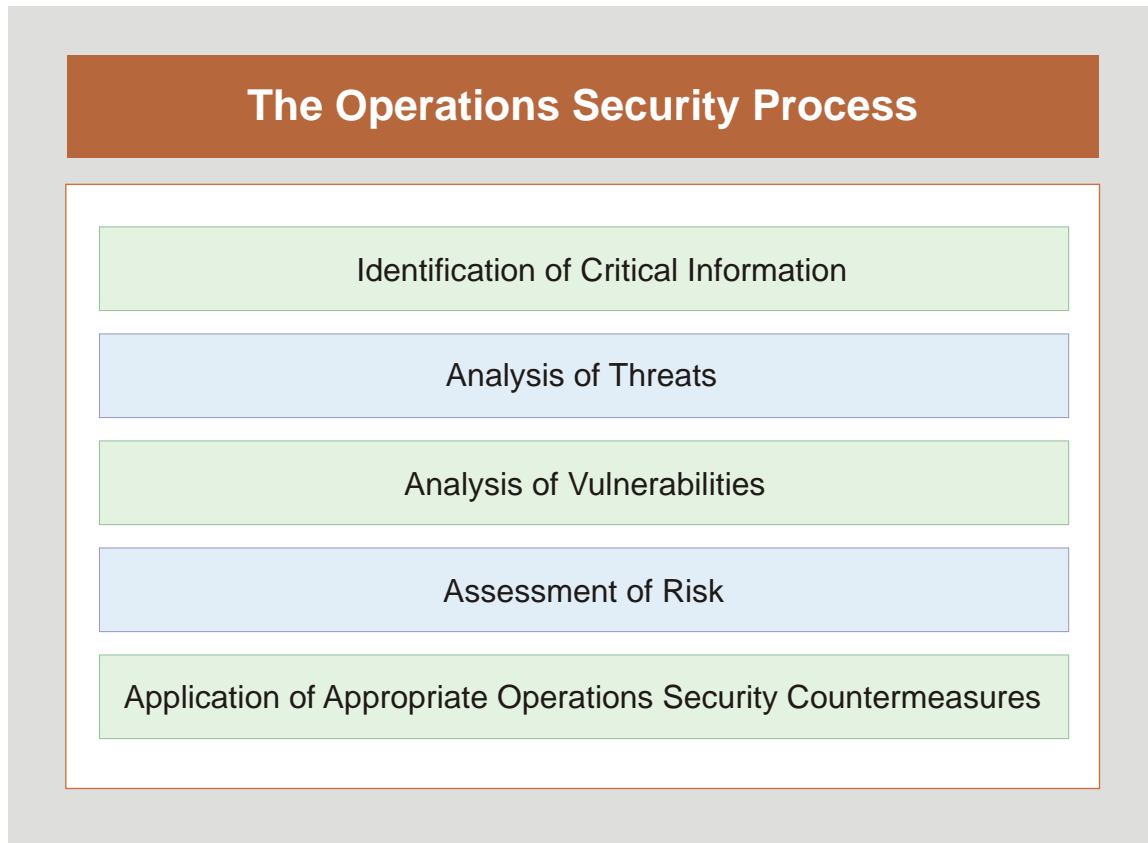 The Operations Security Process
Identification of Critical Information
Analysis of Threats
Analysis of Vulnerabilities
Assessment of Risk
Application of Appropriate Operations Security Countermeasures